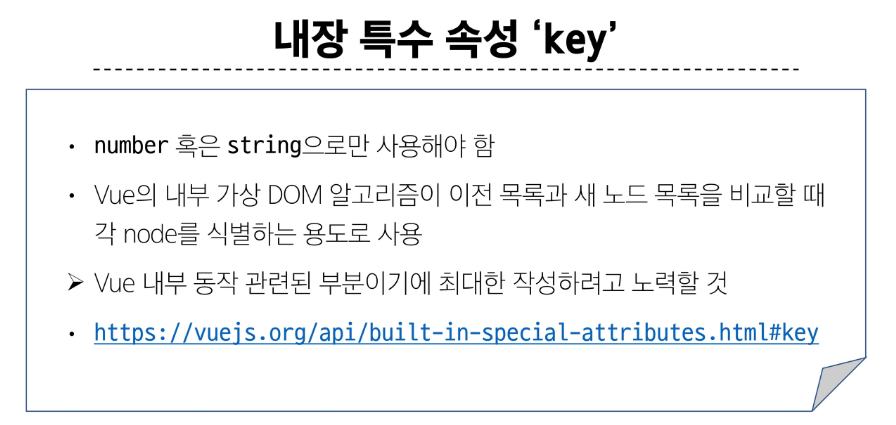 내장 특수 속성 ‘key’
• number 혹은 string으로만 사용해야 함
• Vue의 내부 가상 DOM 알고리즘이 이전 목록과 새 노드 목록을 비교할 때
각 node를 식별하는 용도로 사용
➢ Vue 내부 동작 관련된 부분이기에 최대한 작성하려고 노력할 것
• https://vuejs.org/api/built-in-special-attributes.html#key